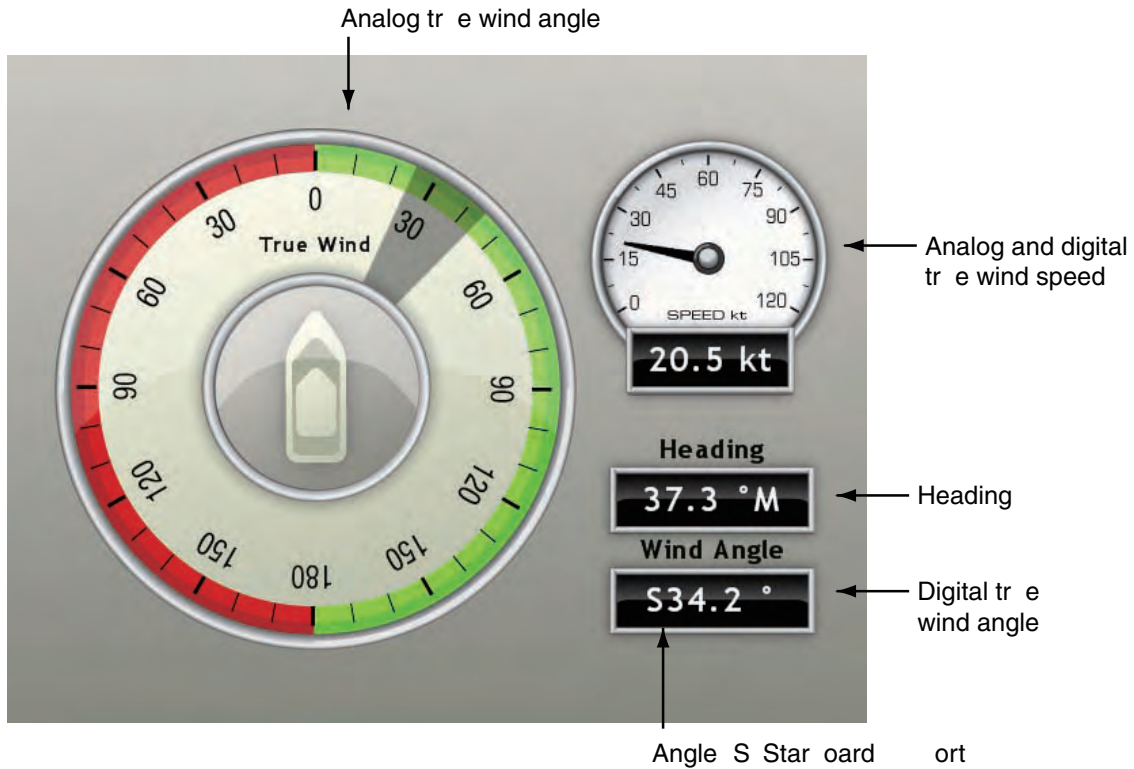 Analog tr e wind angle
0
30
60
90
120
150
180
150
120
90
60
30
True Wind
0
15
30
45
60
75
90
105
120
SPEED kt
20.5 kt
Analog and digital
tr e wind speed
Heading
37.3 °M
Heading
Wind Angle
S34.2 °
Digital tr e
wind angle
Angle S Star oard ort